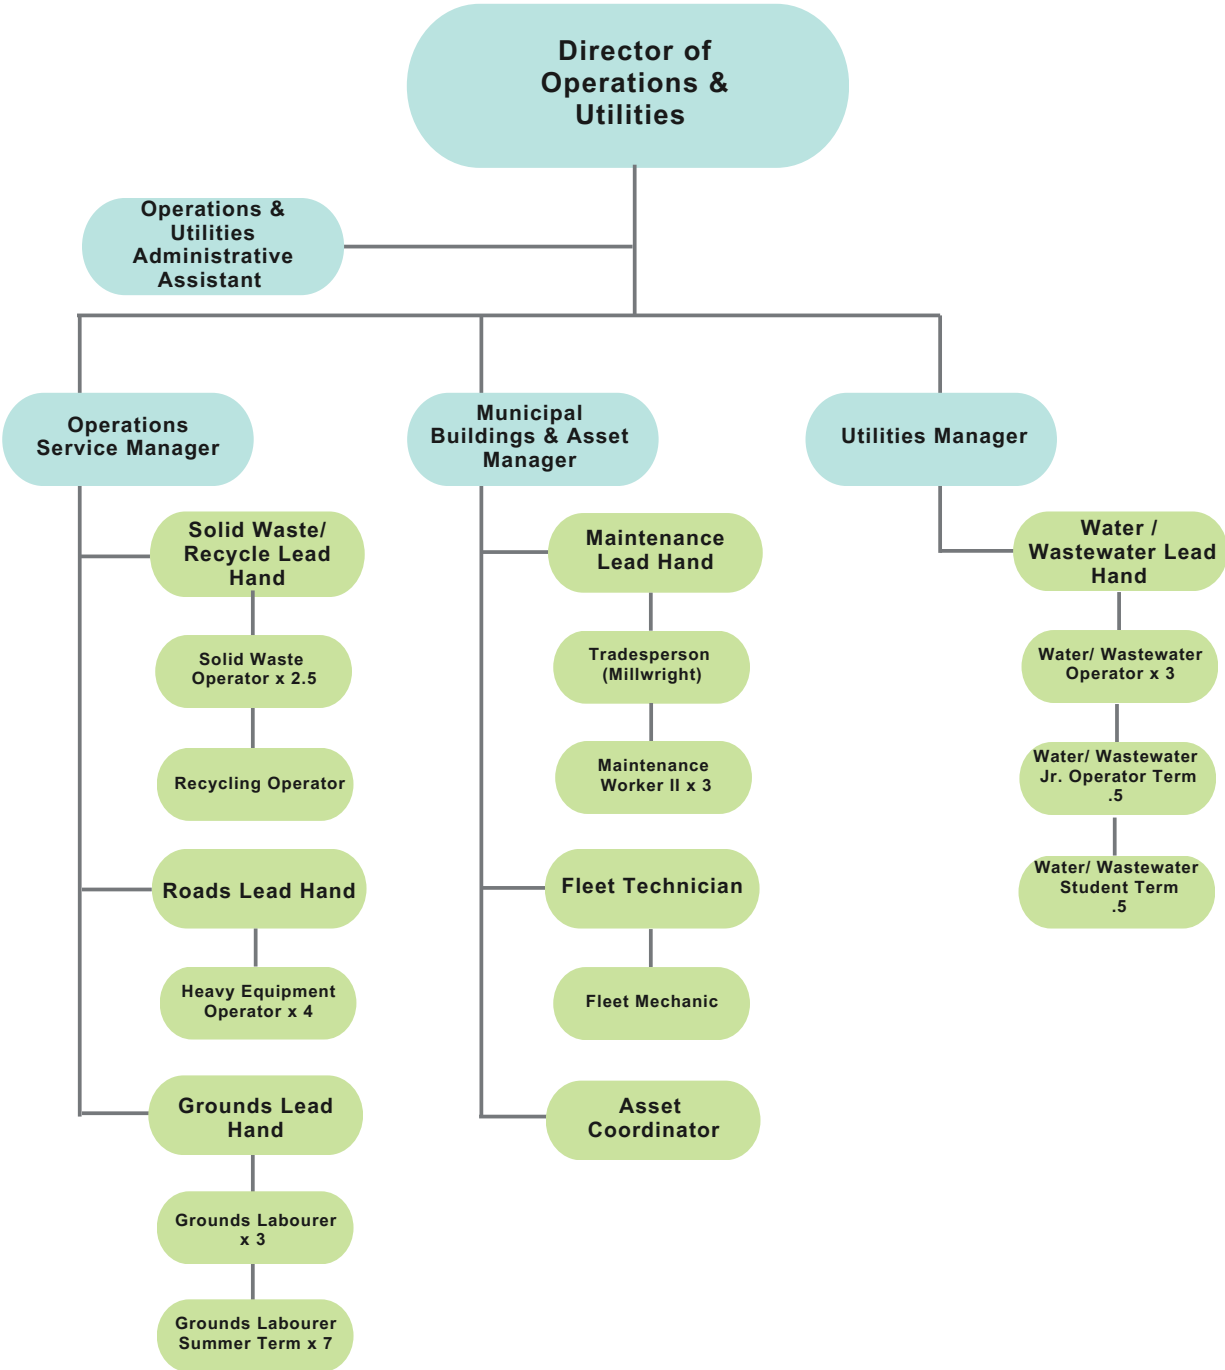 Director of
Operations &
Utilities
Operations &
Utilities
Administrative
Assistant
Operations
Service Manager
Municipal
Buildings & Asset
Manager
Utilities Manager
Solid Waste/
Recycle Lead
Hand
Solid Waste
Operator x 2.5
Recycling Operator
Roads Lead Hand
Heavy Equipment
Operator x 4
Grounds Lead
Hand
Grounds Labourer
x 3
Grounds Labourer
Summer Term x 7
Maintenance
Lead Hand
Tradesperson
(Millwright)
Maintenance
Worker II x 3
Fleet Technician
Fleet Mechanic
Asset
Coordinator
Water /
Wastewater Lead
Hand
Water/ Wastewater
Operator x 3
Water/ Wastewater
Jr. Operator Term
.5
Water/ Wastewater
Student Term
.5